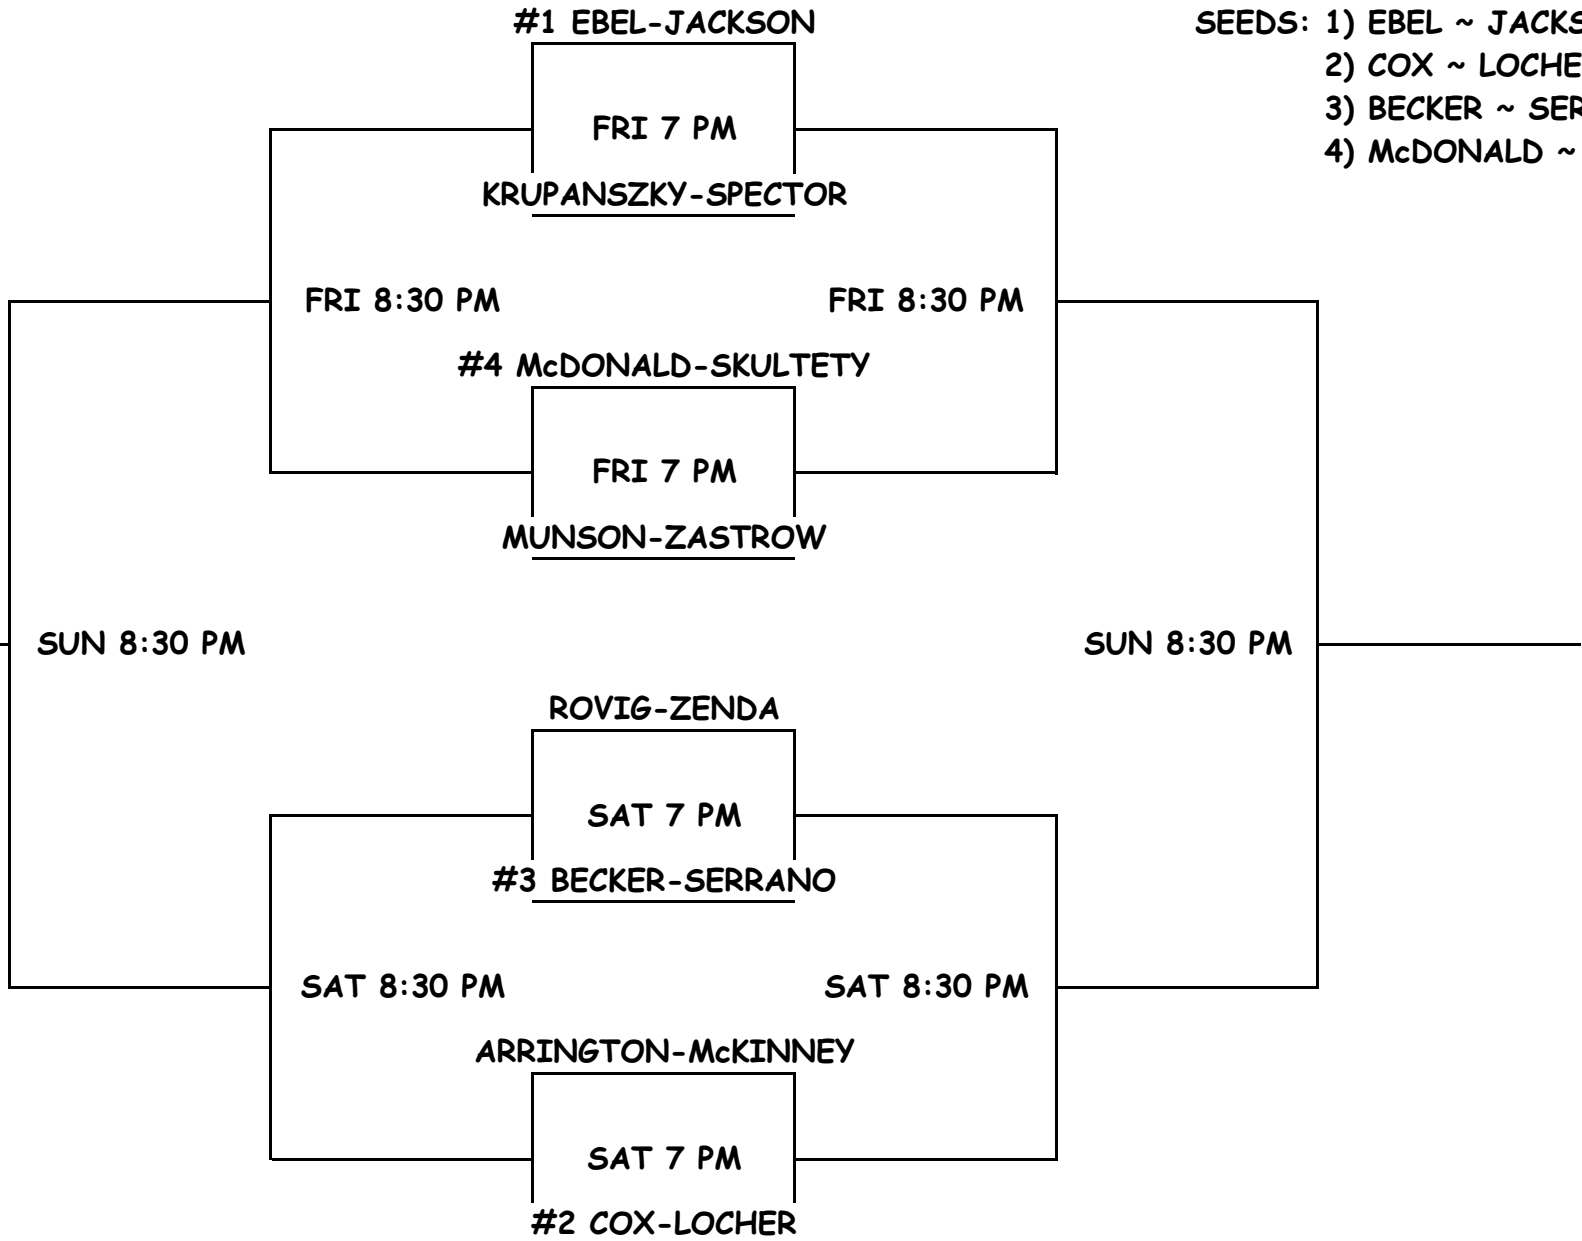 #1 EBEL-JACKSON
SEEDS: 1) EBEL ~ JACKS
2) COX ~ LOCHE
3) BECKER ~ SER
4) McDONALD ~
FRI 7 PM
KRUPANSZKY-SPECTOR
FRI 8:30 PM FRI 8:30 PM
#4 McDONALD-SKULTETY
FRI 7 PM
MUNSON-ZASTROW
SUN 8:30 PM SUN 8:30 PM
ROVIG-ZENDA
SAT 7 PM
#3 BECKER-SERRANO
SAT 8:30 PM SAT 8:30 PM
ARRINGTON-McKINNEY
SAT 7 PM
#2 COX-LOCHER